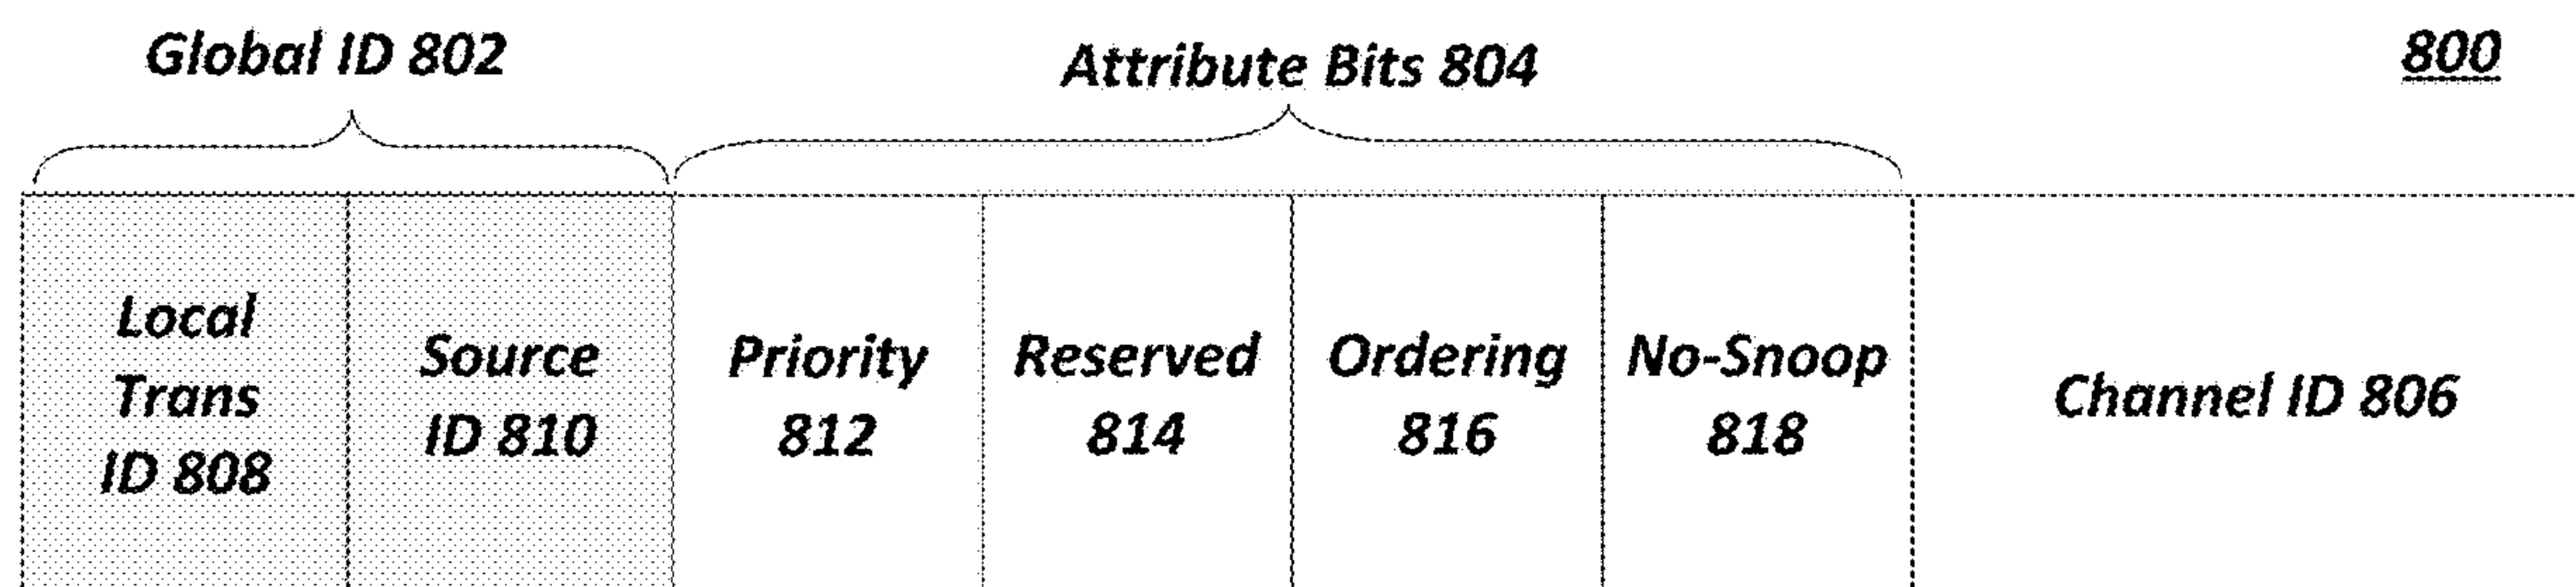 Global ID 802
Attribute Bits 804
800
Local
Trans
ID 808
Source
ID 810
Priority
812
Reserved
814
Ordering
816
No-Snoop
818
Channel ID 806